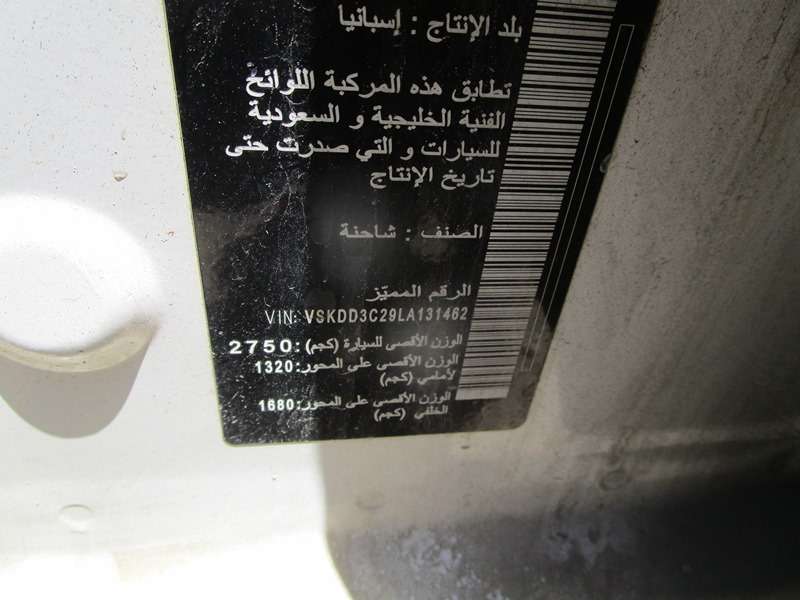 بلد الإنتاج : إسبانيا
تطابق هذه المركبة اللوائح
الفنية الخليجية و السعودية
للسيارات و التي صدرت حتى
تاريخ الإنتاج
الصنف : شاحنة
الرقم المميّز
VIN: VSKDD3C29LA131462
الوزن الأقصى للسيارة (كجم): 2750
الوزن الأقصى على المحور: 1320
لأمامي (كجم)
الوزن الأقصى على المحور: 1680
الخلفي (كجم)